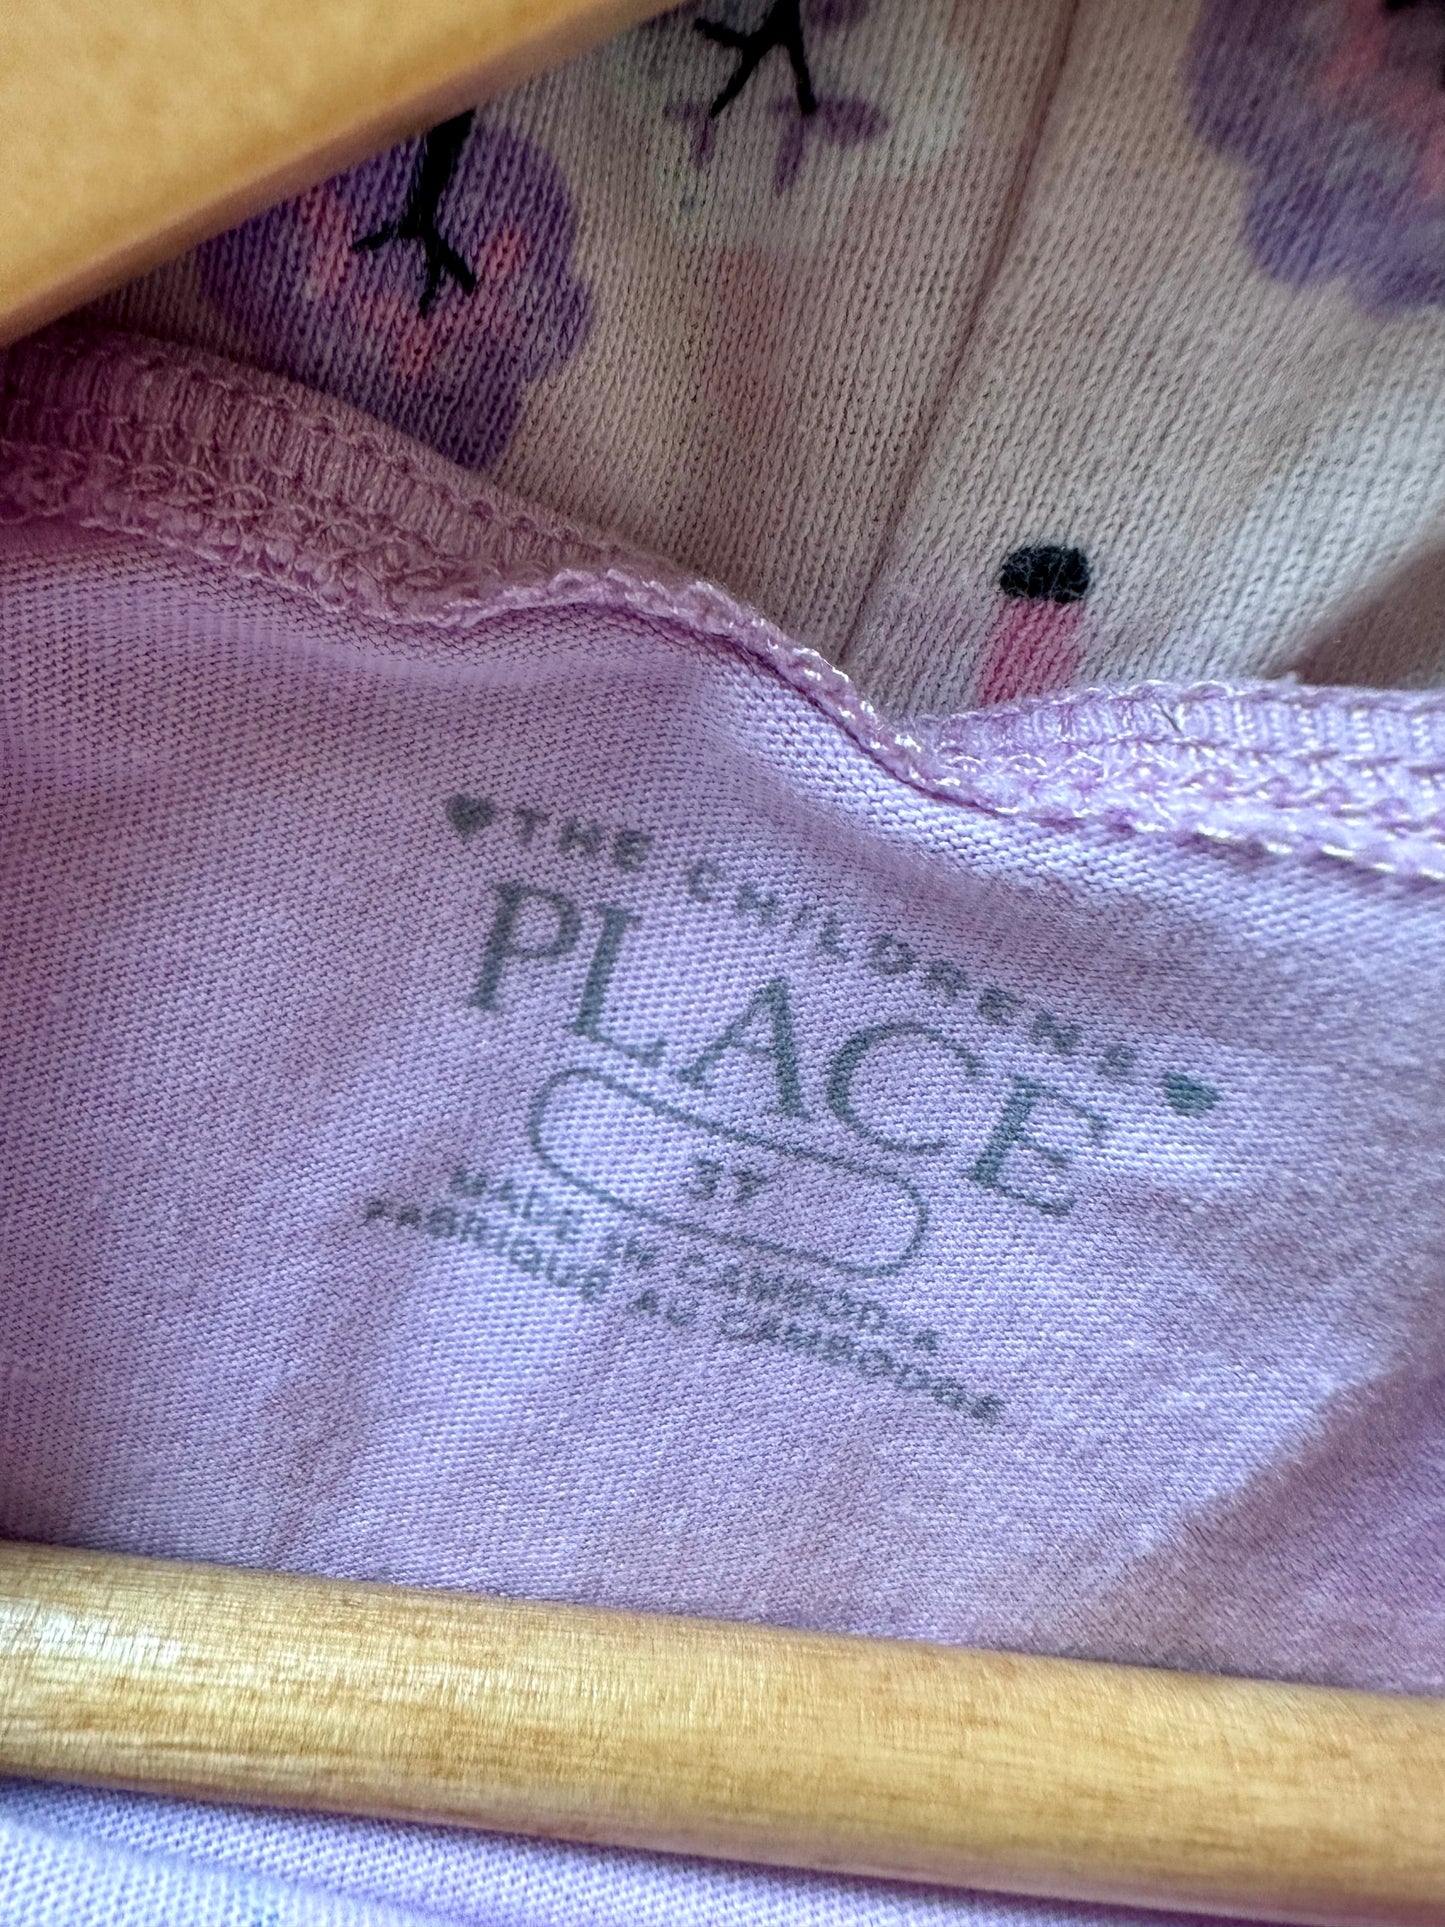 THE CHILDREN'S
PLACE
3T
MADE IN CAMBODIA
FABRIQUÉ AU CAMBODGE